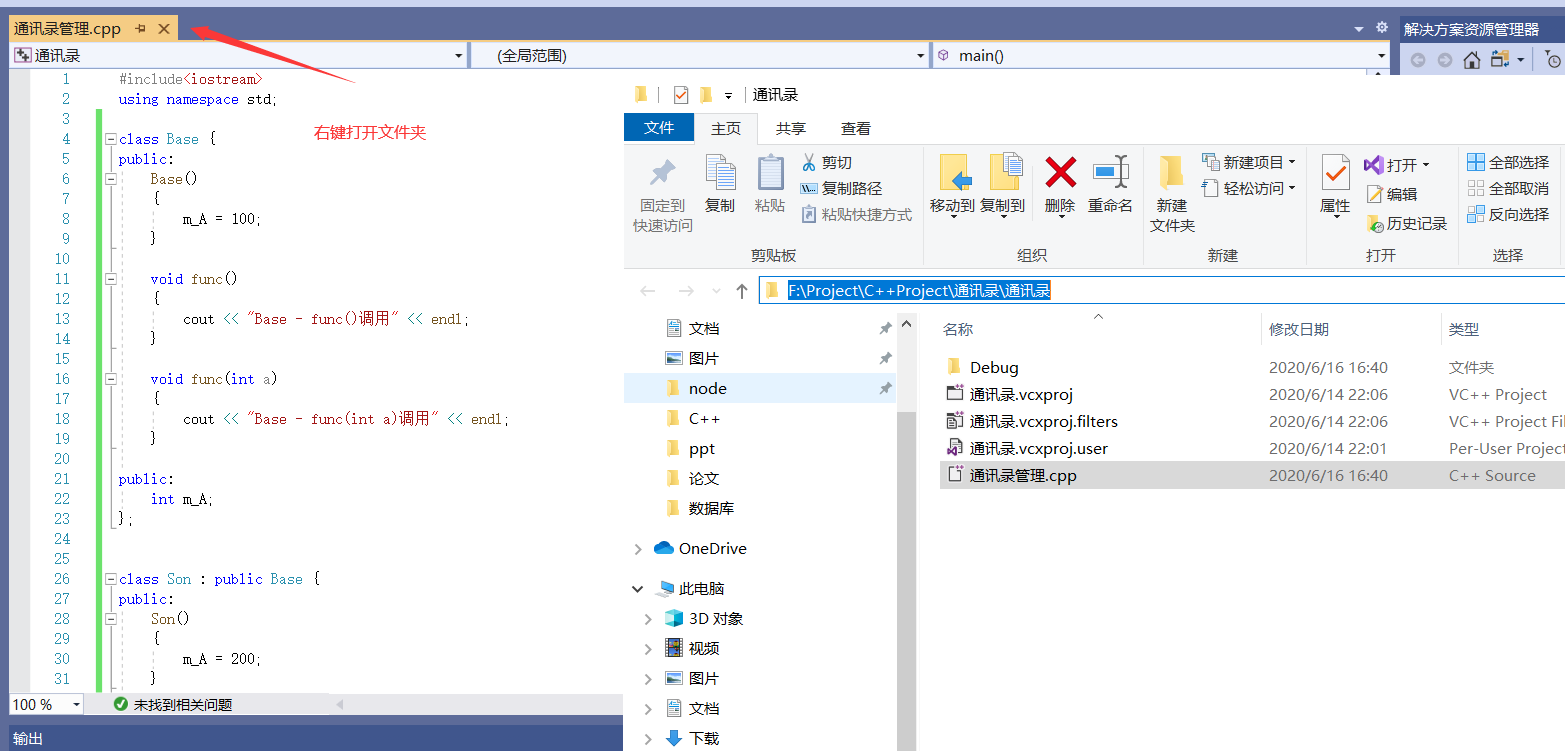 通讯录管理.cpp
解决方案资源管理器
通讯录
(全局范围)
main()
1 #include<iostream>
2 using namespace std;
3
4 class Base {
5 public:
6 Base()
7 {
8 m_A = 100;
9 }
10
11 void func()
12 {
13 cout << "Base - func()调用" << endl;
14 }
15
16 void func(int a)
17 {
18 cout << "Base - func(int a)调用" << endl;
19 }
20
21 public:
22 int m_A;
23 };
24
25
26 class Son : public Base {
27 public:
28 Son()
29 {
30 m_A = 200;
31 }
右键打开文件夹
100 %
未找到相关问题
输出
通讯录
文件
主页
共享
查看
固定到
快速访问
复制
粘贴
剪切
复制路径
粘贴快捷方式
剪贴板
移动到
复制到
删除
重命名
组织
新建
文件夹
新建项目
轻松访问
新建
属性
打开
编辑
历史记录
打开
全部选择
全部取消
反向选择
选择
F:\Project\C++Project\通讯录\通讯录
文档
图片
node
C++
ppt
论文
数据库
OneDrive
此电脑
3D 对象
视频
图片
文档
下载
名称 修改日期 类型
Debug 2020/6/16 16:40 文件夹
通讯录.vcxproj 2020/6/14 22:06 VC++ Project
通讯录.vcxproj.filters 2020/6/14 22:06 VC++ Project Fil
通讯录.vcxproj.user 2020/6/14 22:01 Per-User Project
通讯录管理.cpp 2020/6/16 16:40 C++ Source